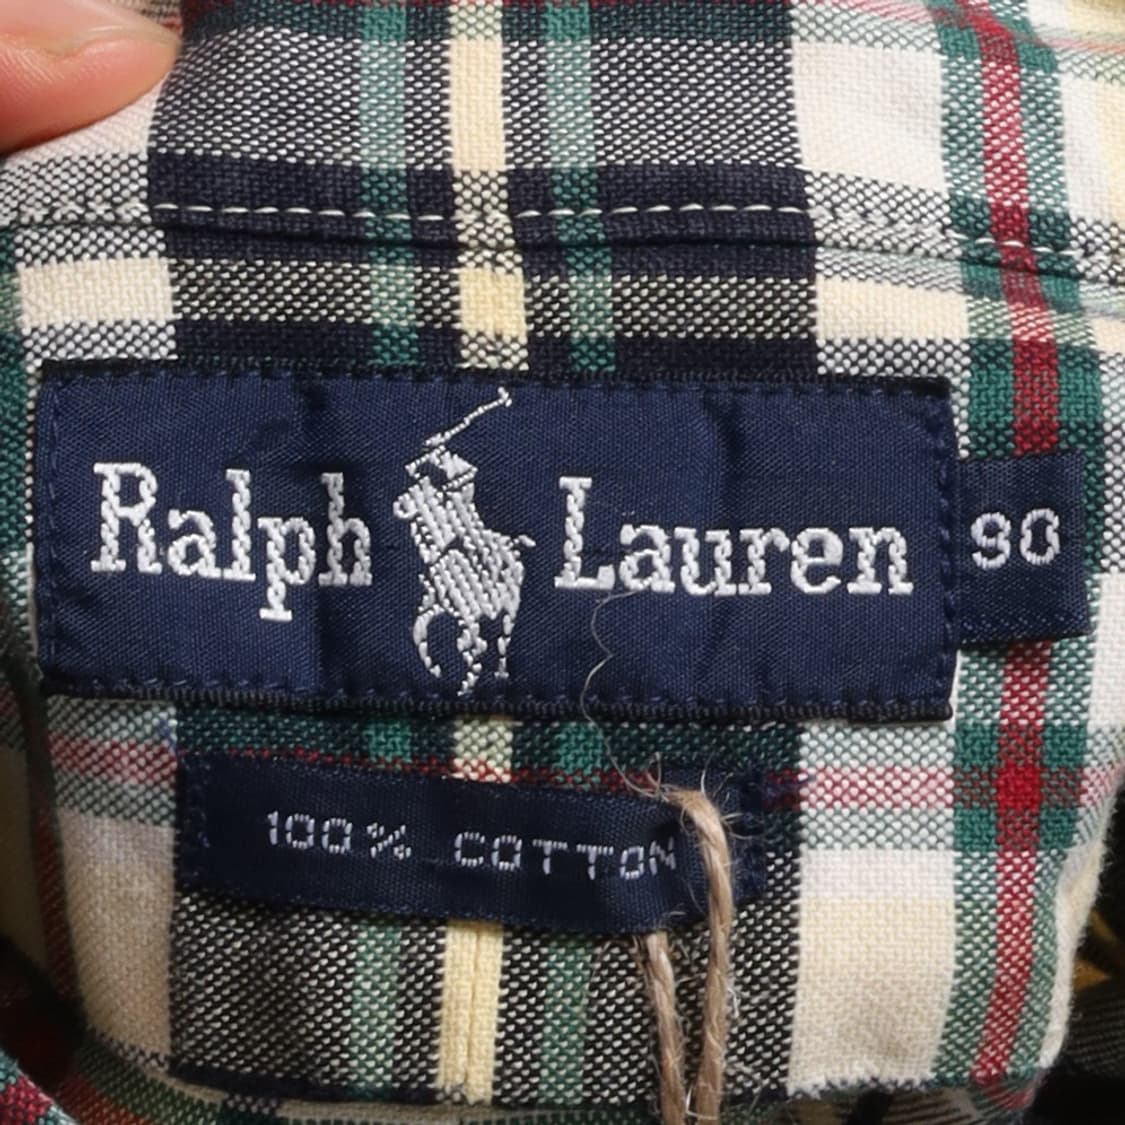 Ralph Lauren
90
100% COTTON